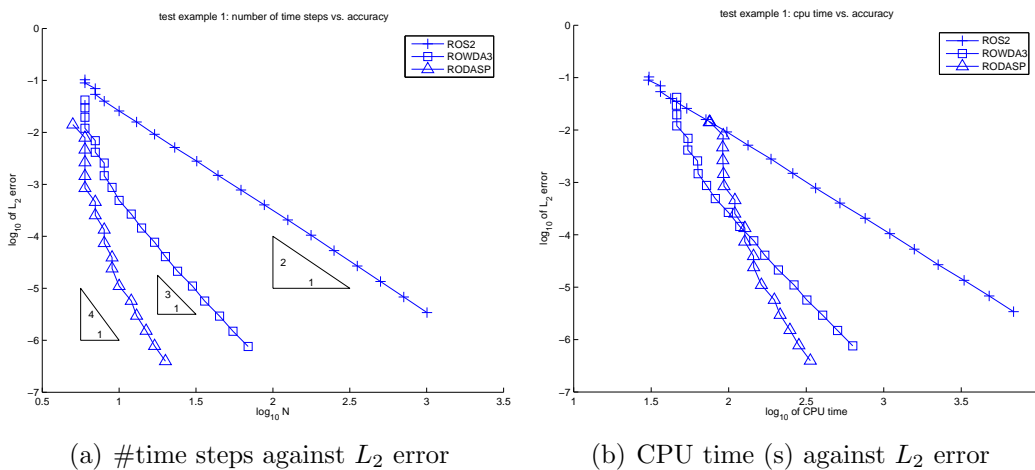 test example 1: number of time steps vs. accuracy
0
−1
−2
−3
−4
−5
−6
−7
log10 of L2 error
ROS2
ROWDA3
RODASP
2
1
3
1
4
1
0.5
1
1.5
2
2.5
3
3.5
log10 N
(a) #time steps against L2 error
test example 1: cpu time vs. accuracy
0
−1
−2
−3
−4
−5
−6
−7
log10 of L2 error
ROS2
ROWDA3
RODASP
1
1.5
2
2.5
3
3.5
log10 of CPU time
(b) CPU time (s) against L2 error